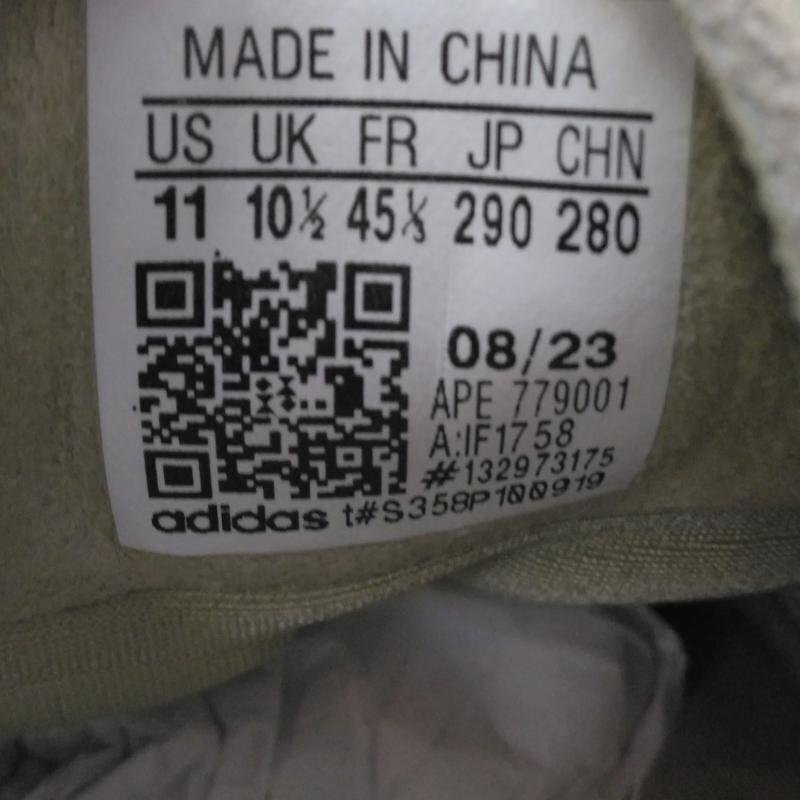 MADE IN CHINA
US UK FR JP CHN
11 10½ 45⅓ 290 280
08/23
APE 779001
A:IF1758
#132973175
adidas t#S358P100919